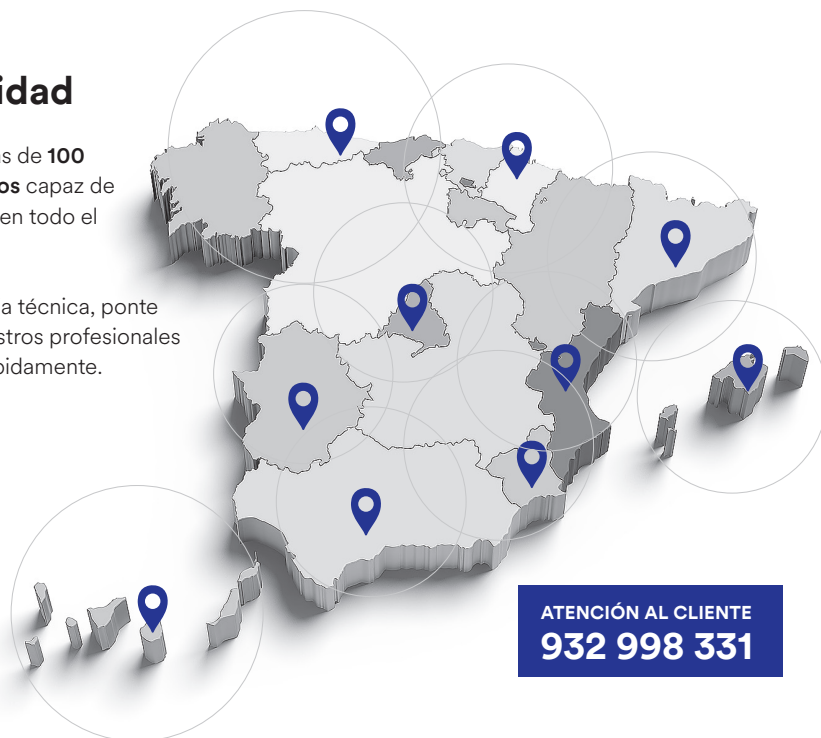 idad
s de 100
os capaz de
en todo el
a técnica, ponte
stros profesionales
pidamente.
ATENCIÓN AL CLIENTE
932 998 331